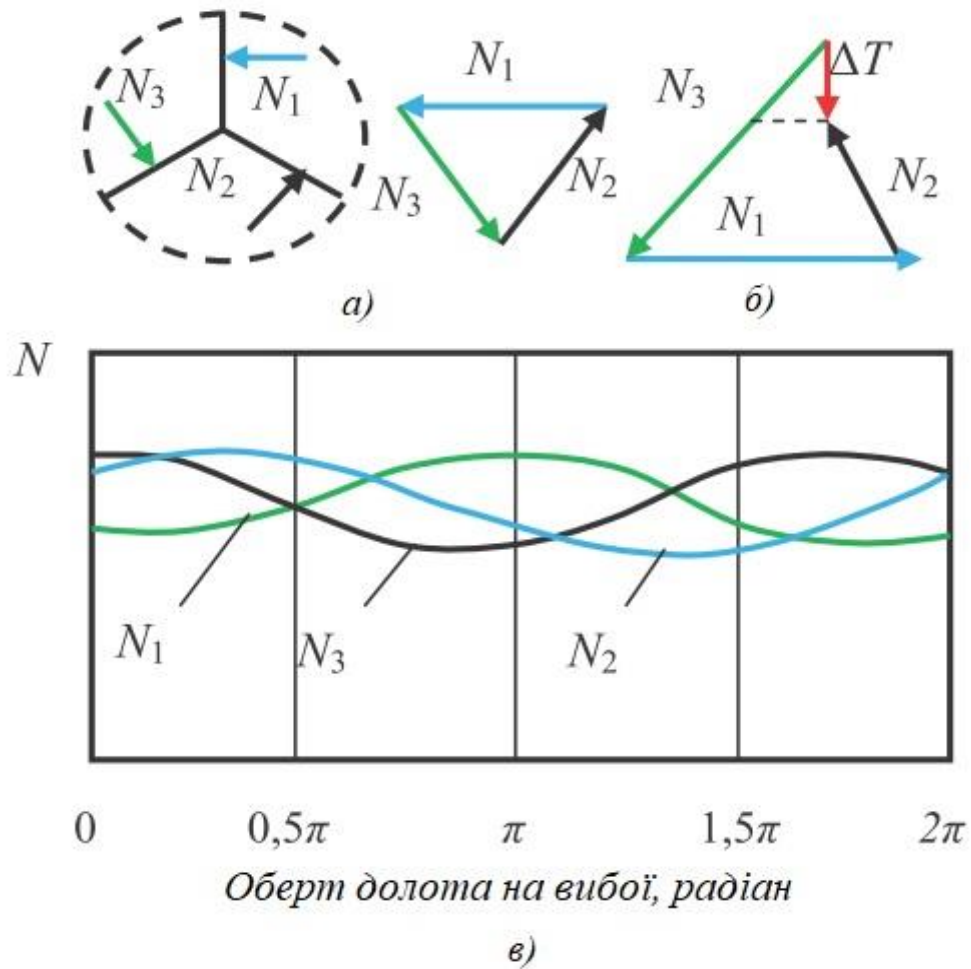 N₃ N₁ N₂
N₁ N₃ N₂
N₃ ΔT N₁ N₂
а) б)
N
N₁ N₃ N₂
0 0,5π π 1,5π 2π
Оберт долота на вибої, радіан
в)